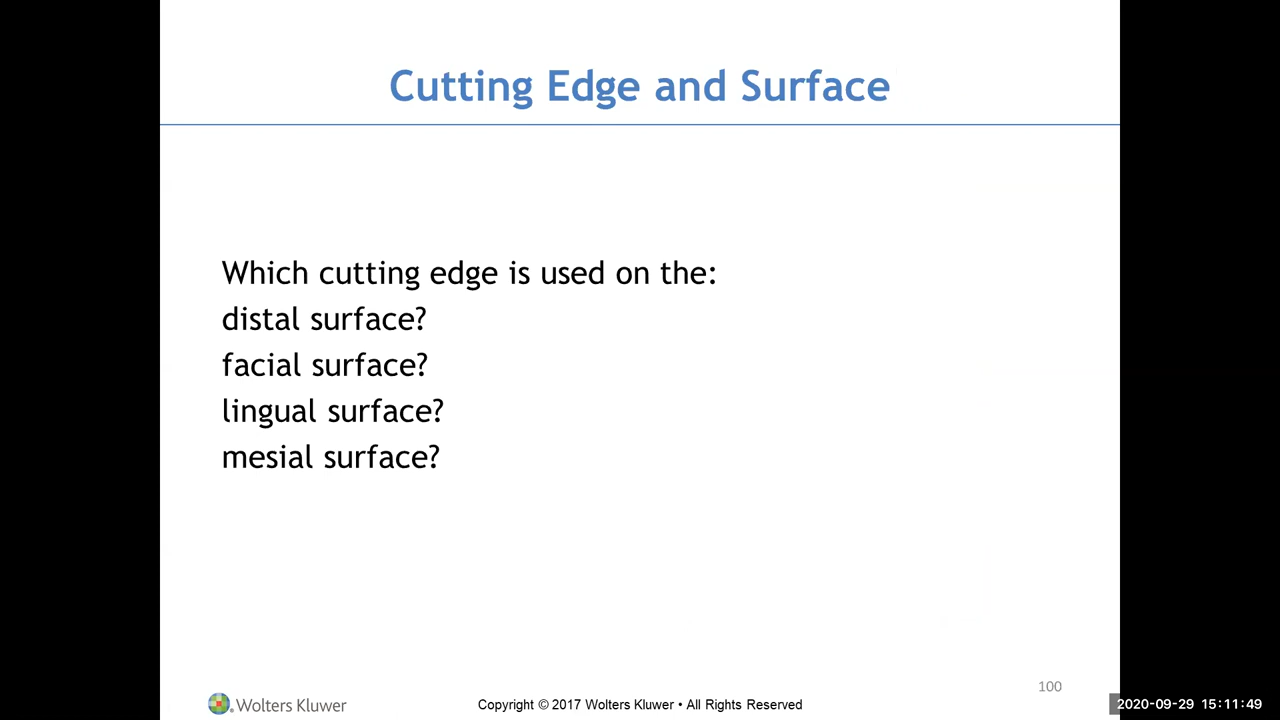 Cutting Edge and Surface
Which cutting edge is used on the:
distal surface?
facial surface?
lingual surface?
mesial surface?
100
Wolters Kluwer
Copyright © 2017 Wolters Kluwer • All Rights Reserved
2020-09-29 15:11:49